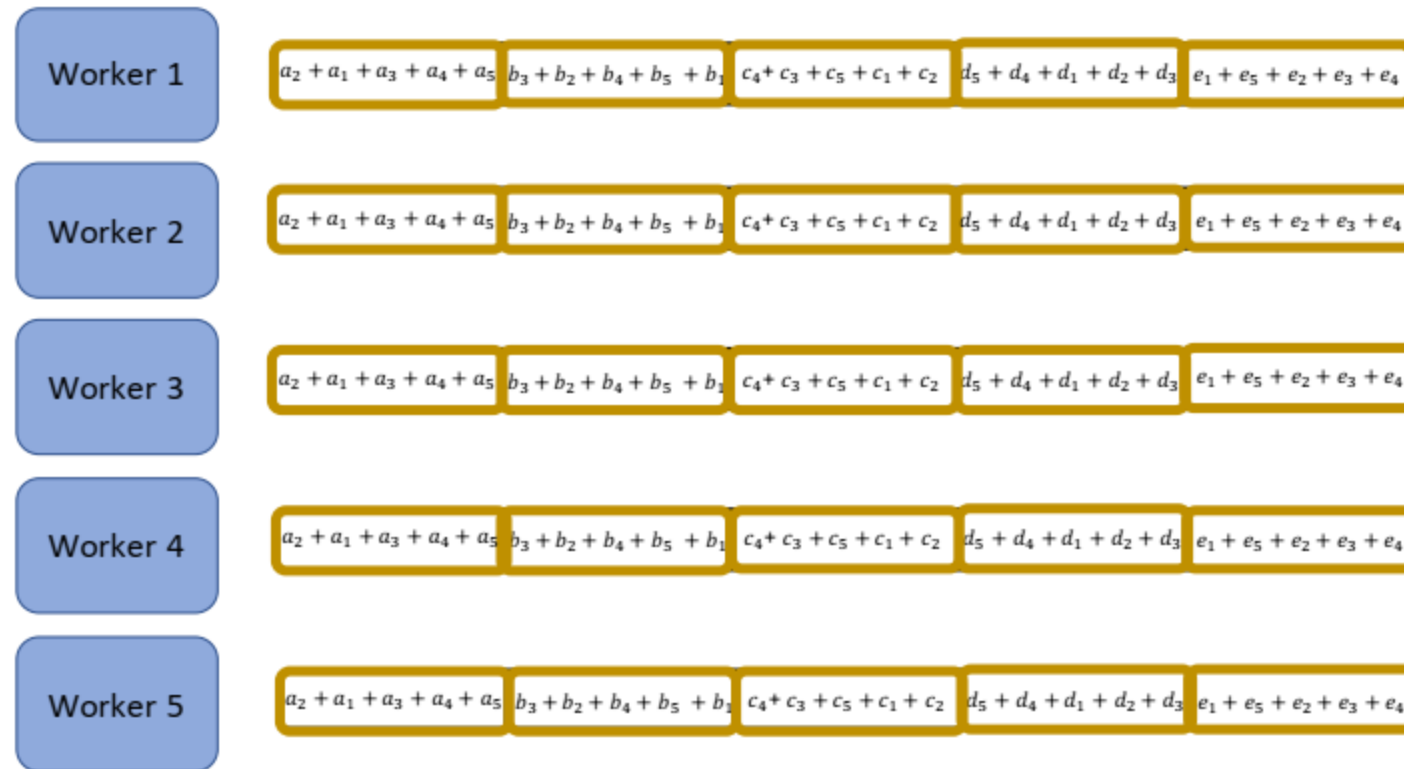 Worker 1 a₂ + a₁ + a₃ + a₄ + a₅ b₃ + b₂ + b₄ + b₅ + b₁ c₄+ c₃ + c₅ + c₁ + c₂ d₅ + d₄ + d₁ + d₂ + d₃ e₁ + e₅ + e₂ + e₃ + e₄
Worker 2 a₂ + a₁ + a₃ + a₄ + a₅ b₃ + b₂ + b₄ + b₅ + b₁ c₄+ c₃ + c₅ + c₁ + c₂ d₅ + d₄ + d₁ + d₂ + d₃ e₁ + e₅ + e₂ + e₃ + e₄
Worker 3 a₂ + a₁ + a₃ + a₄ + a₅ b₃ + b₂ + b₄ + b₅ + b₁ c₄+ c₃ + c₅ + c₁ + c₂ d₅ + d₄ + d₁ + d₂ + d₃ e₁ + e₅ + e₂ + e₃ + e₄
Worker 4 a₂ + a₁ + a₃ + a₄ + a₅ b₃ + b₂ + b₄ + b₅ + b₁ c₄+ c₃ + c₅ + c₁ + c₂ d₅ + d₄ + d₁ + d₂ + d₃ e₁ + e₅ + e₂ + e₃ + e₄
Worker 5 a₂ + a₁ + a₃ + a₄ + a₅ b₃ + b₂ + b₄ + b₅ + b₁ c₄+ c₃ + c₅ + c₁ + c₂ d₅ + d₄ + d₁ + d₂ + d₃ e₁ + e₅ + e₂ + e₃ + e₄